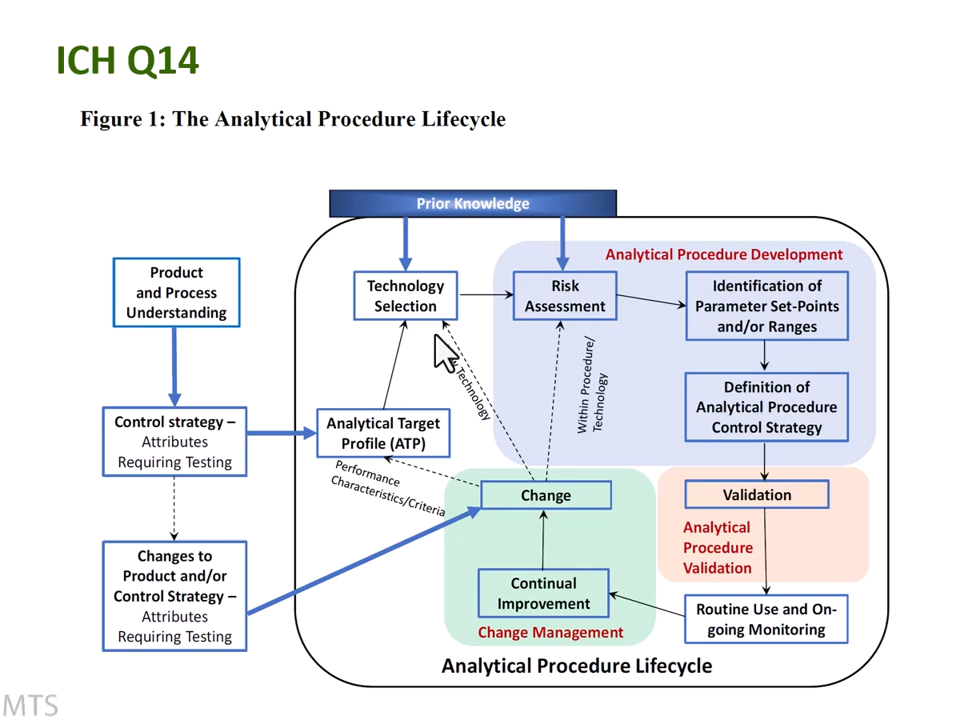 ICH Q14
Figure 1: The Analytical Procedure Lifecycle
Prior Knowledge
Analytical Procedure Development
Product
and Process
Understanding
Technology
Selection
Risk
Assessment
Identification of
Parameter Set-Points
and/or Ranges
Within Procedure/
Technology
Technology
Definition of
Analytical Procedure
Control Strategy
Control strategy –
Attributes
Requiring Testing
Analytical Target
Profile (ATP)
Performance
Characteristics/Criteria
Change
Validation
Analytical
Procedure
Validation
Changes to
Product and/or
Control Strategy –
Attributes
Requiring Testing
Continual
Improvement
Change Management
Routine Use and On-
going Monitoring
Analytical Procedure Lifecycle
MTS